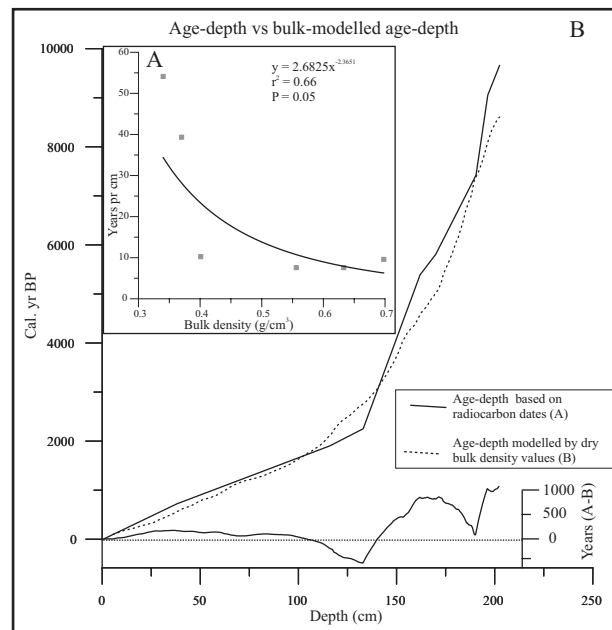 Age-depth vs bulk-modelled age-depth
B
A
y = 2.6825x^-2.3651
r² = 0.66
P = 0.05
Years pr cm
60
50
40
30
20
10
0
0.3 0.4 0.5 0.6 0.7
Bulk density (g/cm³)
Cal. yr BP
10000
8000
6000
4000
2000
0
Age-depth based on
radiocarbon dates (A)
Age-depth modelled by dry
bulk density values (B)
1000
500
0
Years (A-B)
0 50 100 150 200 250
Depth (cm)